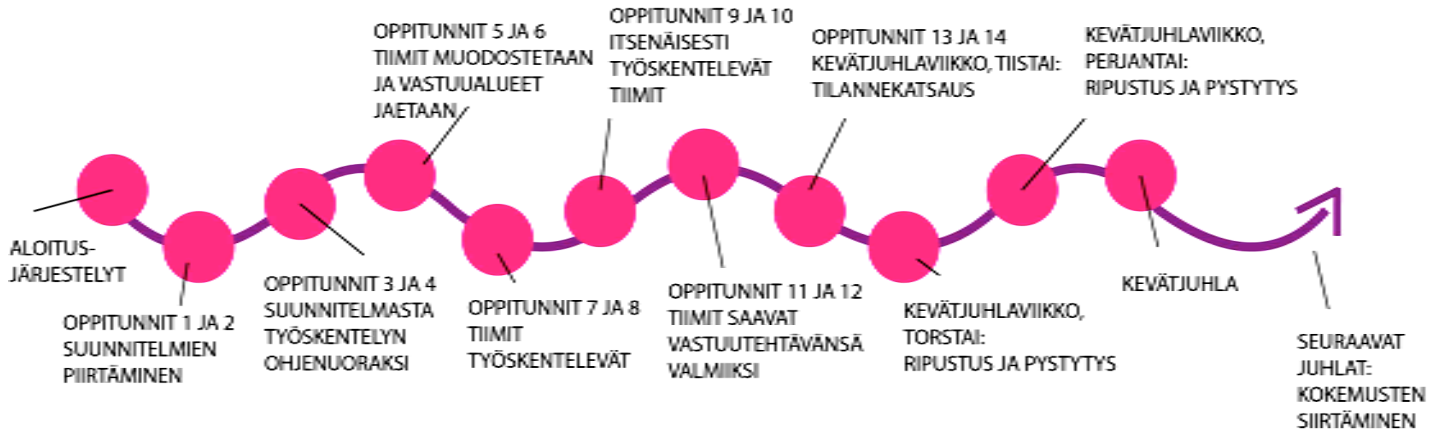 ALOITUS-
JÄRJESTELYT
OPPITUNNIT 1 JA 2
SUUNNITELMIEN
PIIRTÄMINEN
OPPITUNNIT 3 JA 4
SUUNNITELMASTA
TYÖSKENTELYN
OHJENUORAKSI
OPPITUNNIT 5 JA 6
TIIMIT MUODOSTETAAN
JA VASTUUALUEET
JAETAAN
OPPITUNNIT 7 JA 8
TIIMIT
TYÖSKENTELEVÄT
OPPITUNNIT 9 JA 10
ITSENÄISESTI
TYÖSKENTELEVÄT
TIIMIT
OPPITUNNIT 11 JA 12
TIIMIT SAAVAT
VASTUUTEHTÄVÄNSÄ
VALMIIKSI
OPPITUNNIT 13 JA 14
KEVÄTJUHLAVIIKKO, TIISTAI:
TILANNEKATSAUS
KEVÄTJUHLAVIIKKO,
TORSTAI:
RIPUSTUS JA PYSTYTYS
KEVÄTJUHLAVIIKKO,
PERJANTAI:
RIPUSTUS JA PYSTYTYS
KEVÄTJUHLA
SEURAAVAT
JUHLAT:
KOKEMUSTEN
SIIRTÄMINEN